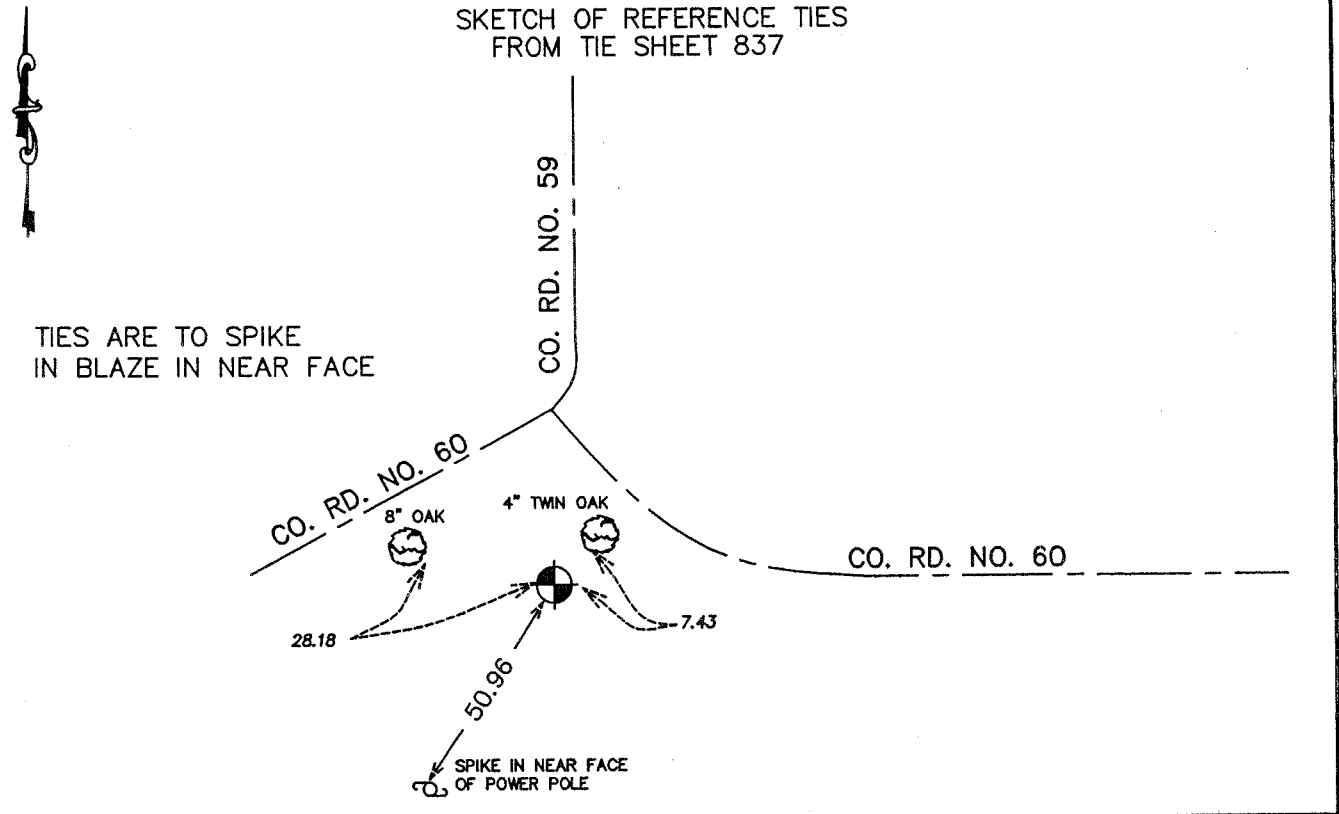 SKETCH OF REFERENCE TIES
FROM TIE SHEET 837
CO. RD. NO. 59
TIES ARE TO SPIKE
IN BLAZE IN NEAR FACE
CO. RD. NO. 60
8" OAK
4" TWIN OAK
CO. RD. NO. 60
28.18
7.43
50.96
SPIKE IN NEAR FACE
OF POWER POLE